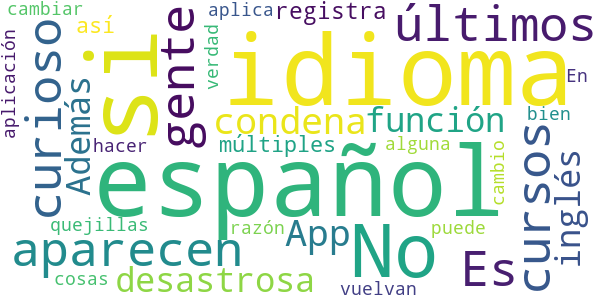 cambiar
aplica
registra
últimos
así
si
gente
verdad
idioma
aplicación
curioso
Además
condena
función
En
bien
hacer
múltiples
alguna
español
cursos
inglés
cambio
quejillas
razón
App
No
puede
Es
aparecen
cosas
desastrosa
vuelvan